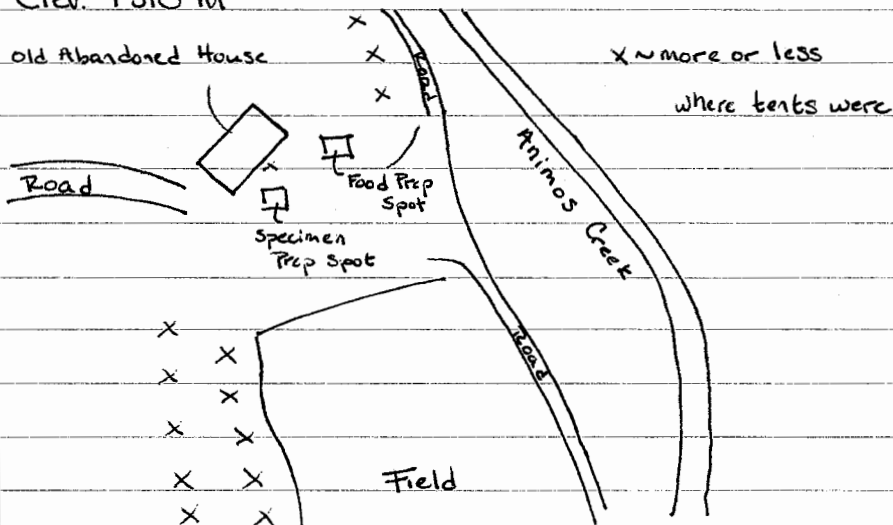 old Abandoned House
x ~ more or less
where tents were
Road
Animos Creek
Road
Food Prep
Spot
Specimen
Prep Spot
Road
Field